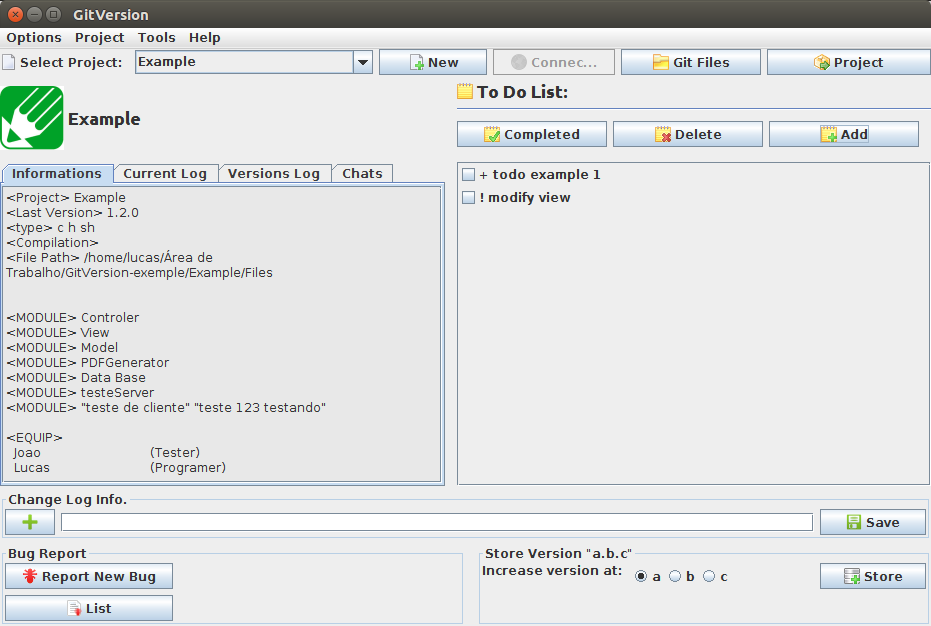 GitVersion
Options Project Tools Help
Select Project: Example New Connec... Git Files Project
Example
To Do List:
Completed Delete Add
Informations Current Log Versions Log Chats
<Project> Example
<Last Version> 1.2.0
<type> c h sh
<Compilation>
<File Path> /home/lucas/Área de
Trabalho/GitVersion-exemple/Example/Files
<MODULE> Controler
<MODULE> View
<MODULE> Model
<MODULE> PDFGenerator
<MODULE> Data Base
<MODULE> testeServer
<MODULE> "teste de cliente" "teste 123 testando"
<EQUIP>
Joao (Tester)
Lucas (Programer)
+ todo example 1
! modify view
Change Log Info.
Save
Bug Report
Report New Bug
List
Store Version "a.b.c"
Increase version at: a b c
Store